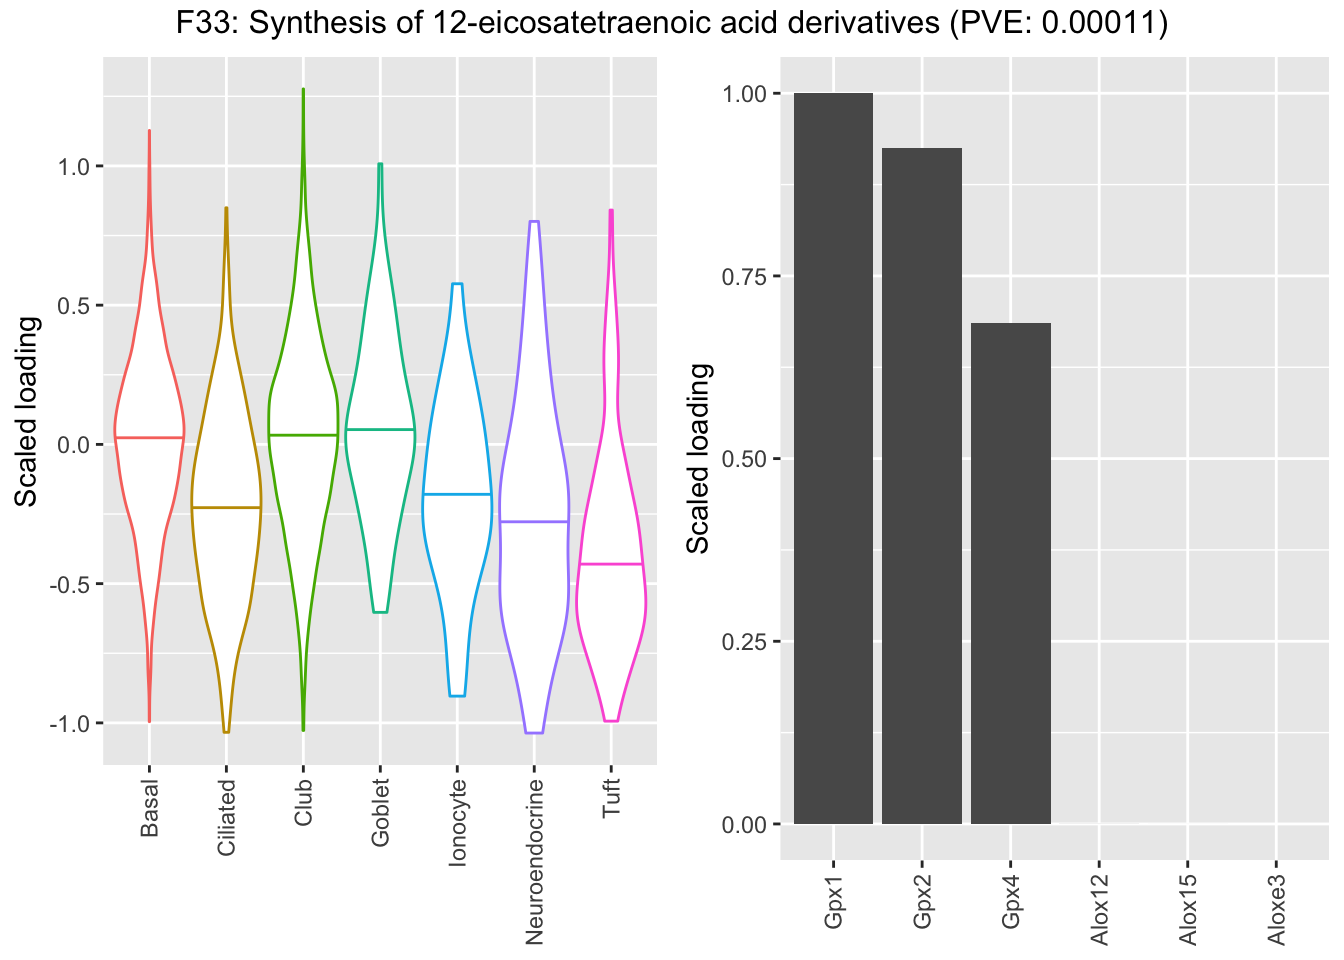 F33: Synthesis of 12-eicosatetraenoic acid derivatives (PVE: 0.00011)
Scaled loading
1.0
0.5
0.0
-0.5
-1.0
Basal
Ciliated
Club
Goblet
Ionocyte
Neuroendocrine
Tuft
Scaled loading
1.00
0.75
0.50
0.25
0.00
Gpx1
Gpx2
Gpx4
Alox12
Alox15
Aloxe3